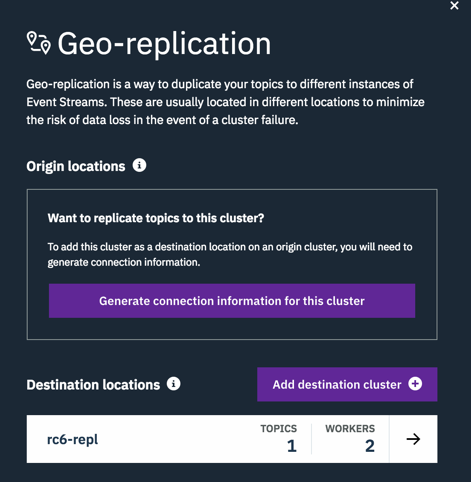 Geo-replication
Geo-replication is a way to duplicate your topics to different instances of
Event Streams. These are usually located in different locations to minimize
the risk of data loss in the event of a cluster failure.
Origin locations
Want to replicate topics to this cluster?
To add this cluster as a destination location on an origin cluster, you will need to
generate connection information.
Generate connection information for this cluster
Destination locations
Add destination cluster
rc6-repl
TOPICS
1
WORKERS
2